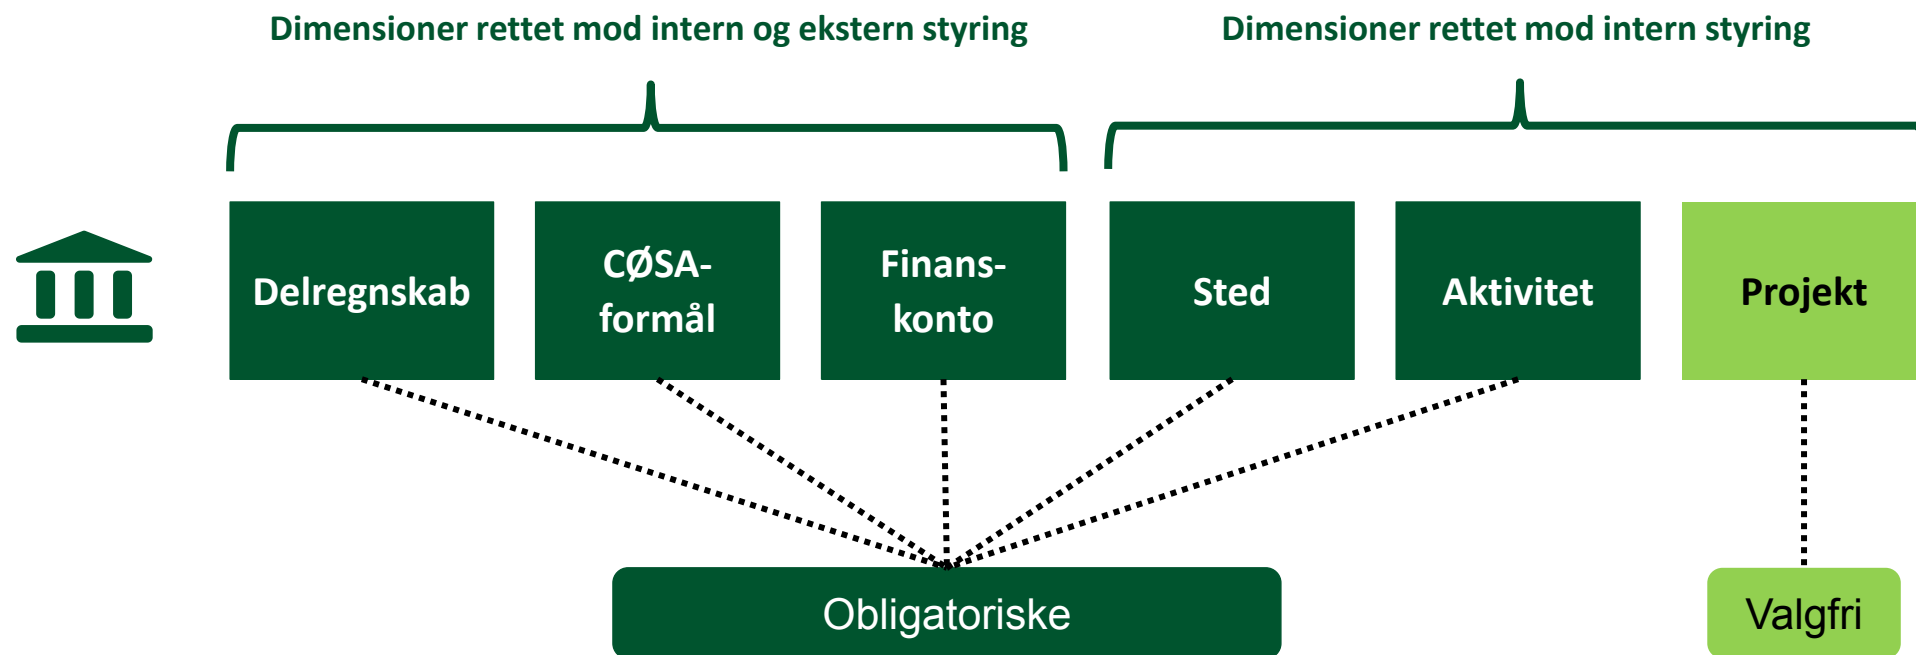 Dimensioner rettet mod intern og ekstern styring
Dimensioner rettet mod intern styring
Delregnskab
CØSA-
formål
Finans-
konto
Sted
Aktivitet
Projekt
Obligatoriske
Valgfri